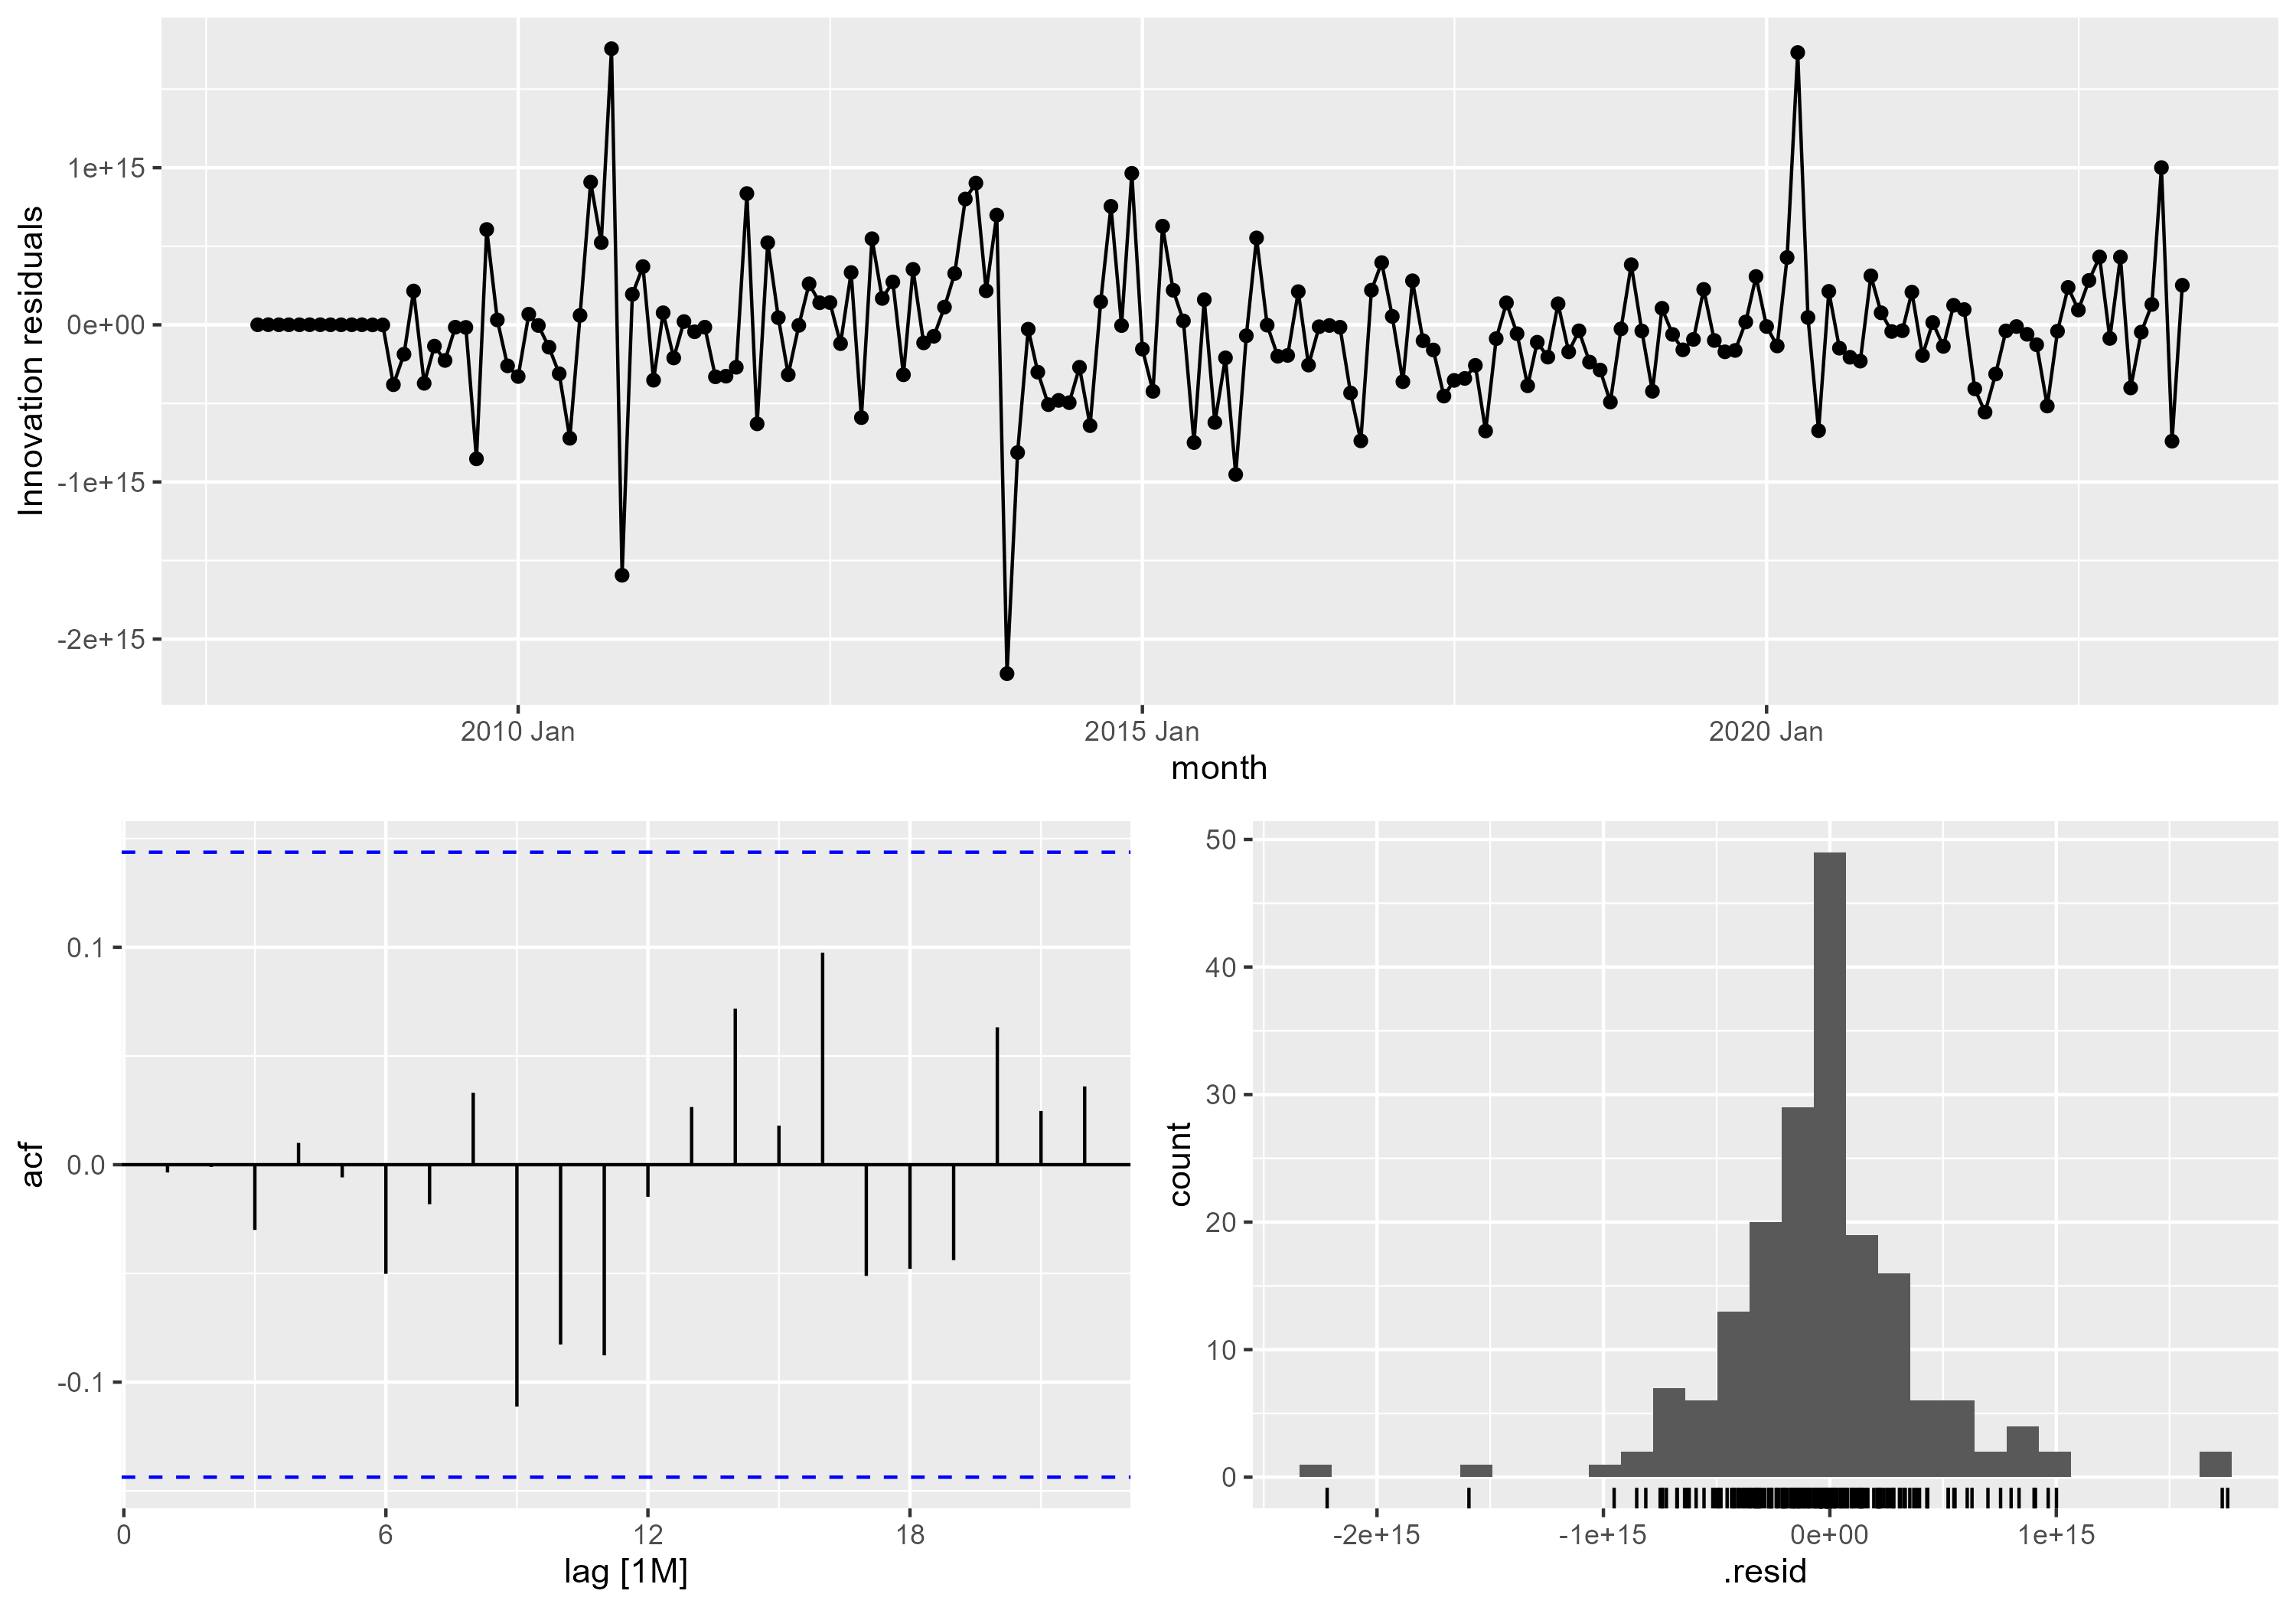 Innovation residuals
1e+15
0e+00
-1e+15
-2e+15
2010 Jan
2015 Jan
2020 Jan
month
acf
0.1
0.0
-0.1
0
6
12
18
lag [1M]
count
50
40
30
20
10
0
-2e+15
-1e+15
0e+00
1e+15
.resid